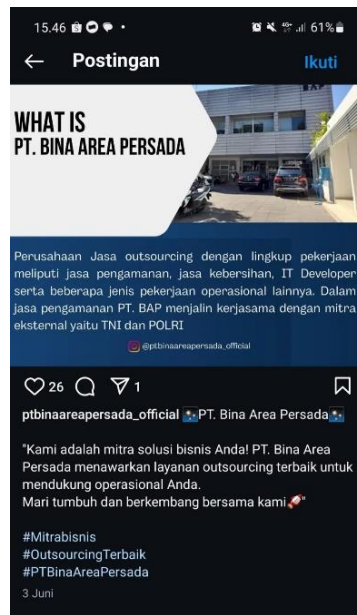 15.46
61%
Postingan
Ikuti
BAP
WHAT IS
PT. BINA AREA PERSADA
Perusahaan Jasa outsourcing dengan lingkup pekerjaan
meliputi jasa pengamanan, jasa kebersihan, IT Developer
serta beberapa jenis pekerjaan operasional lainnya. Dalam
jasa pengamanan PT. BAP menjalin kerjasama dengan mitra
eksternal yaitu TNI dan POLRI
@ptbinaareapersada_official
26 1
ptbinaareapersada_official PT. Bina Area Persada
"Kami adalah mitra solusi bisnis Anda! PT. Bina Area
Persada menawarkan layanan outsourcing terbaik untuk
mendukung operasional Anda.
Mari tumbuh dan berkembang bersama kami
#Mitrabisnis
#OutsourcingTerbaik
#PTBinaAreaPersada
3 Juni